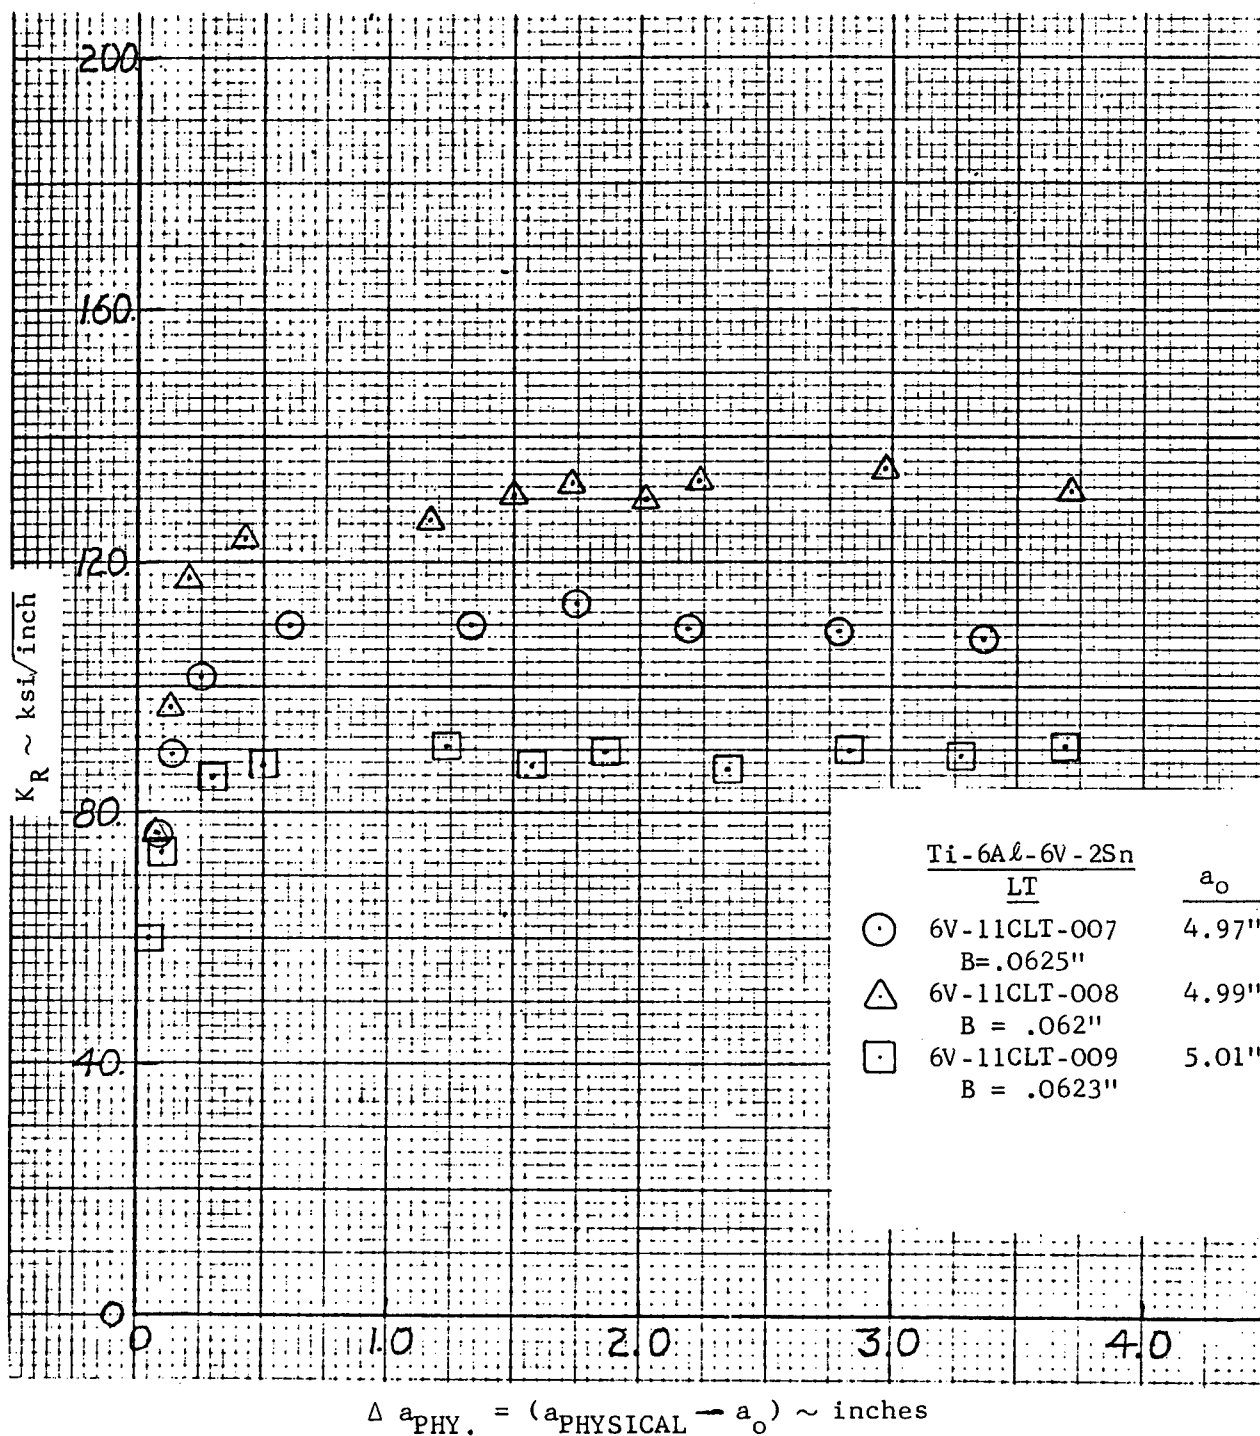 200
160.
120
80.
40.
0
0
1.0
2.0
3.0
4.0
K_R ~ ksi√inch
Ti-6Aℓ-6V-2Sn
LT
a_o
6V-11CLT-007 4.97"
B=.0625"
6V-11CLT-008 4.99"
B = .062"
6V-11CLT-009 5.01"
B = .0623"
Δ a_PHY. = (a_PHYSICAL - a_o) ~ inches